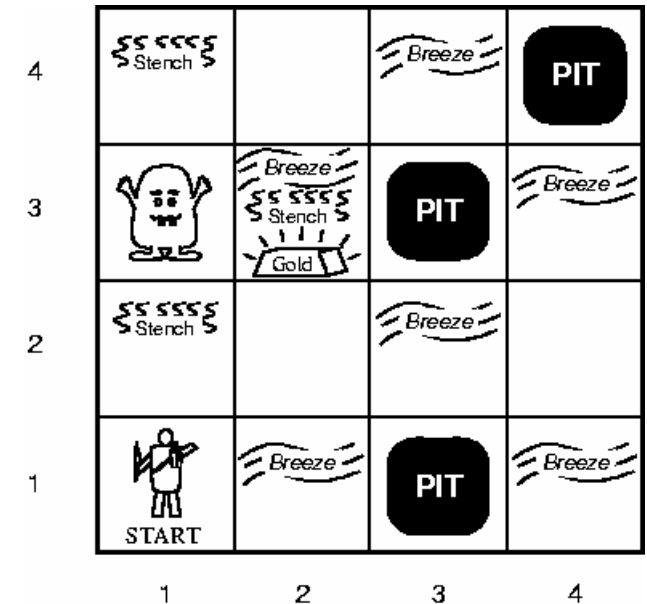 4
Stench
Breeze
PIT
3
Breeze
Stench
Gold
PIT
Breeze
2
Stench
Breeze
1
START
Breeze
PIT
Breeze
1 2 3 4